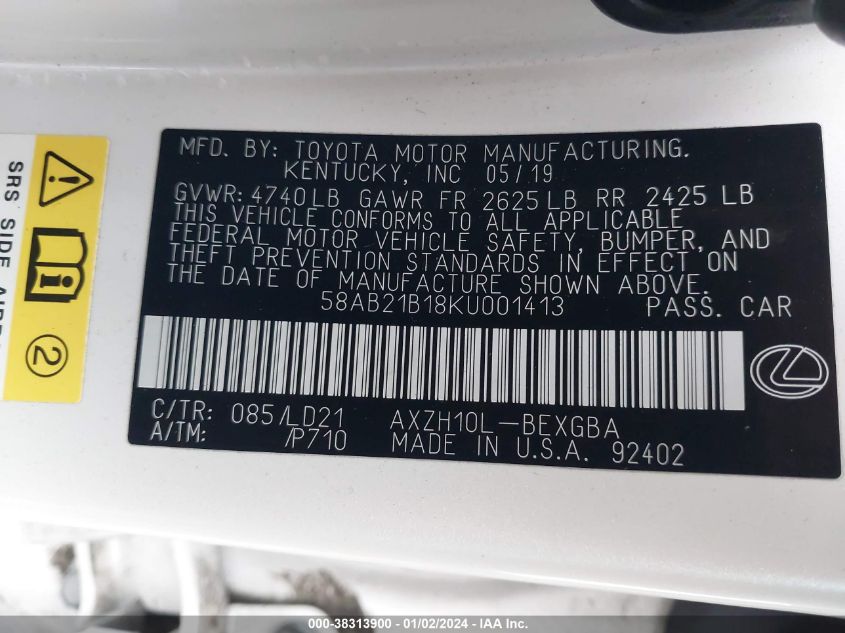 MFD. BY: TOYOTA MOTOR MANUFACTURING.
KENTUCKY, INC 05/19
GVWR: 4740LB GAWR FR 2625LB RR 2425 LB
THIS VEHICLE CONFORMS TO ALL APPLICABLE
FEDERAL MOTOR VEHICLE SAFETY, BUMPER, AND
THEFT PREVENTION STANDARDS IN EFFECT ON
THE DATE OF MANUFACTURE SHOWN ABOVE.
58AB21B18KU001413 PASS. CAR
C/TR: 085/LD21 AXZH10L-BEXGBA
A/TM: /P710 MADE IN U.S.A. 92402
SRS SIDE
2
000-38313900 - 01/02/2024 - IAA Inc.